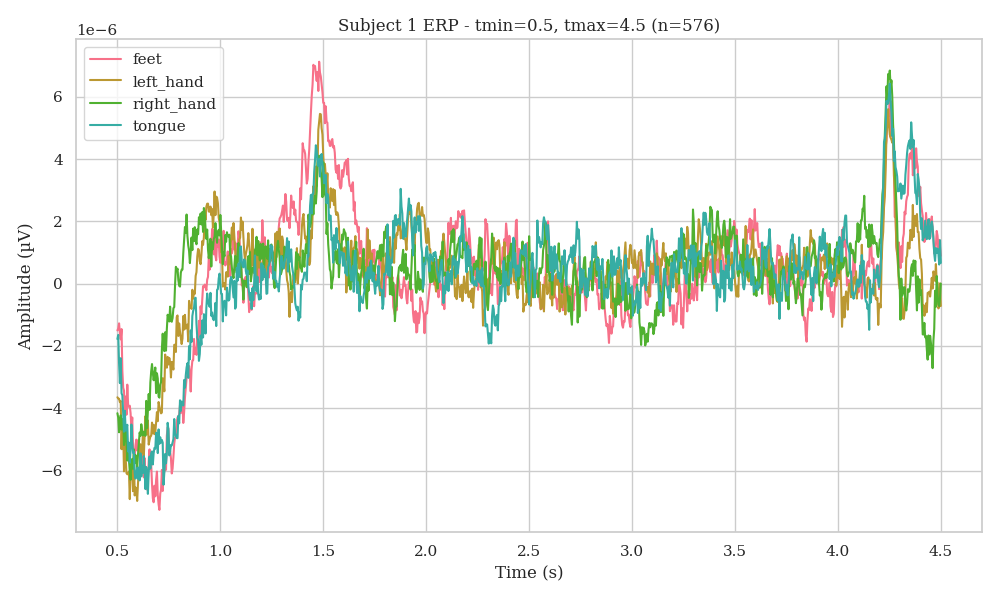 Subject 1 ERP - tmin=0.5, tmax=4.5 (n=576)
1e−6
feet
left_hand
right_hand
tongue
6
4
2
0
−2
−4
−6
Amplitude (µV)
0.5 1.0 1.5 2.0 2.5 3.0 3.5 4.0 4.5
Time (s)